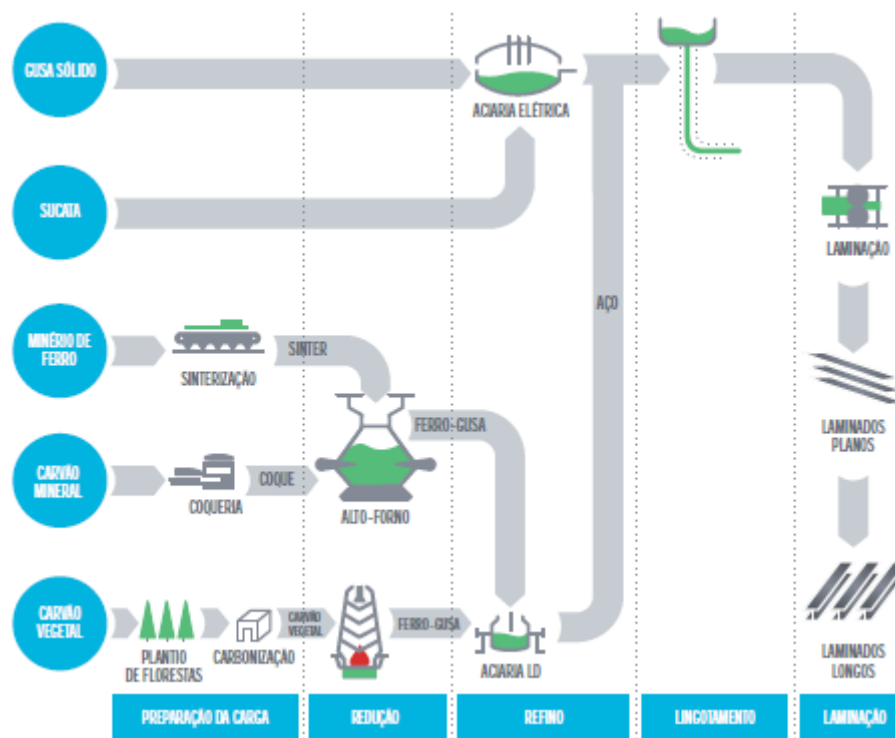 GUSA SÓLIDO
ACIARIA ELÉTRICA
SUCATA
LAMINAÇÃO
AÇO
MINÉRIO DE
FERRO
SINTERIZAÇÃO
SINTER
FERRO-GUSA
LAMINADOS
PLANOS
CARVÃO
MINERAL
COQUERIA
COQUE
ALTO-FORNO
CARVÃO
VEGETAL
PLANTIO
DE FLORESTAS
CARBONIZAÇÃO
CARVÃO
VEGETAL
FERRO-GUSA
ACIARIA LD
LAMINADOS
LONGOS
PREPARAÇÃO DA CARGA
REDUÇÃO
REFINO
LINGOTAMENTO
LAMINAÇÃO